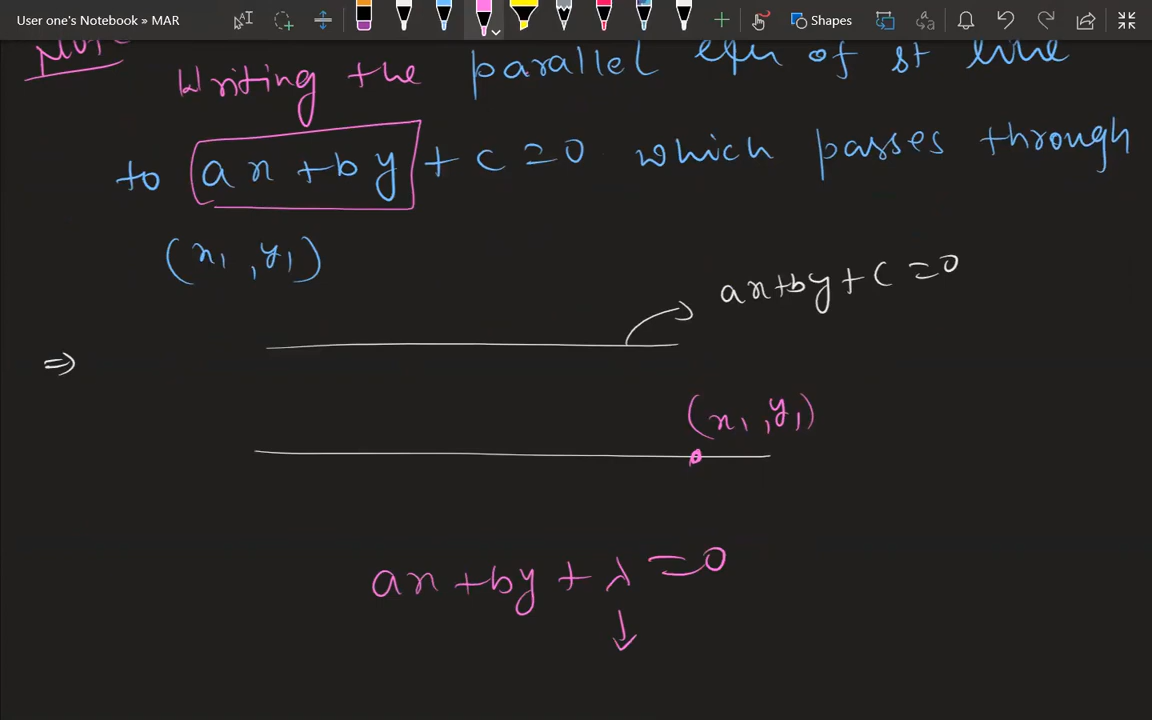 User one's Notebook » MAR
Shapes
Note
Writing the parallel eqn of st line
to ax + by + c = 0 which passes through
(x₁, y₁)
ax+by+c=0
⇒
(x₁, y₁)
ax+by+λ=0